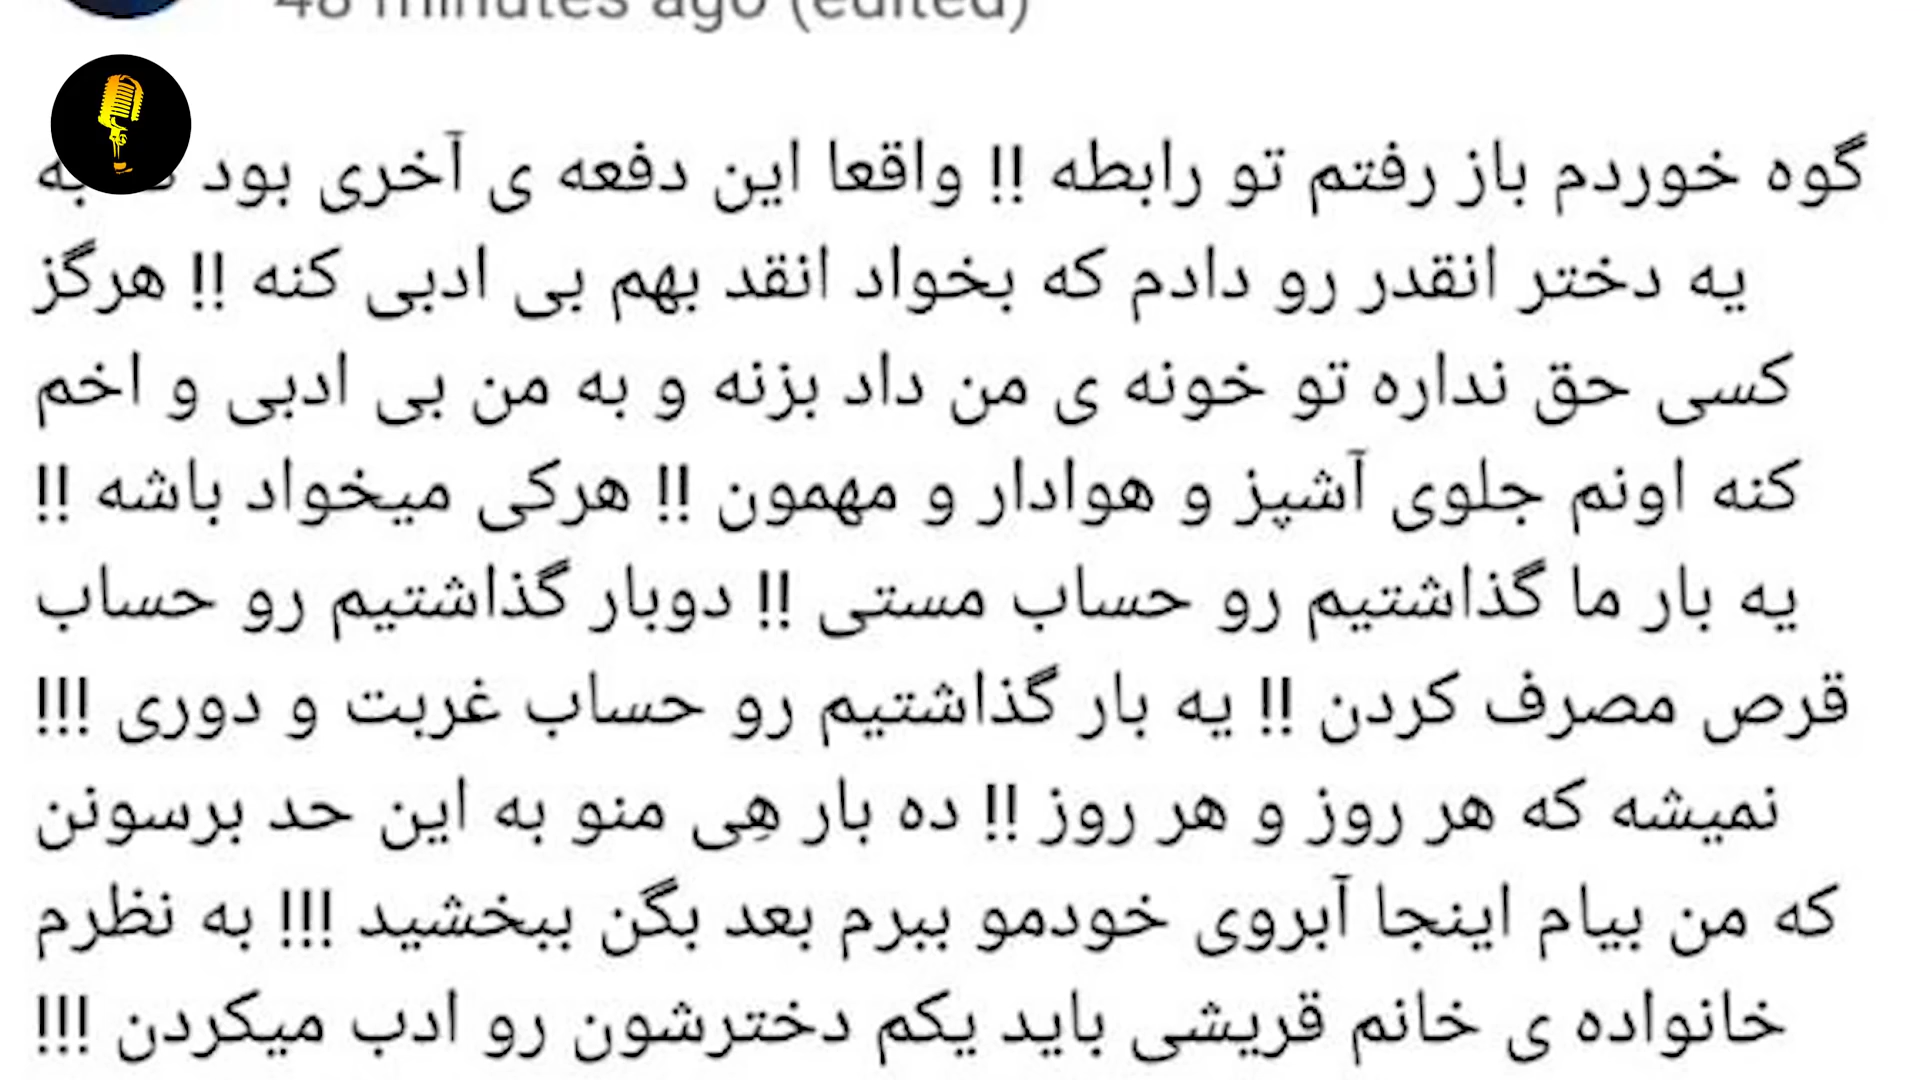 48 minutes ago (edited)
گوه خوردم باز رفتم تو رابطه !! واقعا این دفعه ی آخری بود به
یه دختر انقدر رو دادم که بخواد انقد بهم بی ادبی کنه !! هرگز
کسی حق نداره تو خونه ی من داد بزنه و به من بی ادبی و اخم
کنه اونم جلوی آشپز و هوادار و مهمون !! هرکی میخواد باشه !!
یه بار ما گذاشتیم رو حساب مستی !! دوبار گذاشتیم رو حساب
قرص مصرف کردن !! یه بار گذاشتیم رو حساب غربت و دوری !!!
نمیشه که هر روز و هر روز !! ده بار هِی منو به این حد برسونن
که من بیام اینجا آبروی خودمو ببرم بعد بگن ببخشید !!! به نظرم
خانواده ی خانم قریشی باید یکم دخترشون رو ادب میکردن !!!